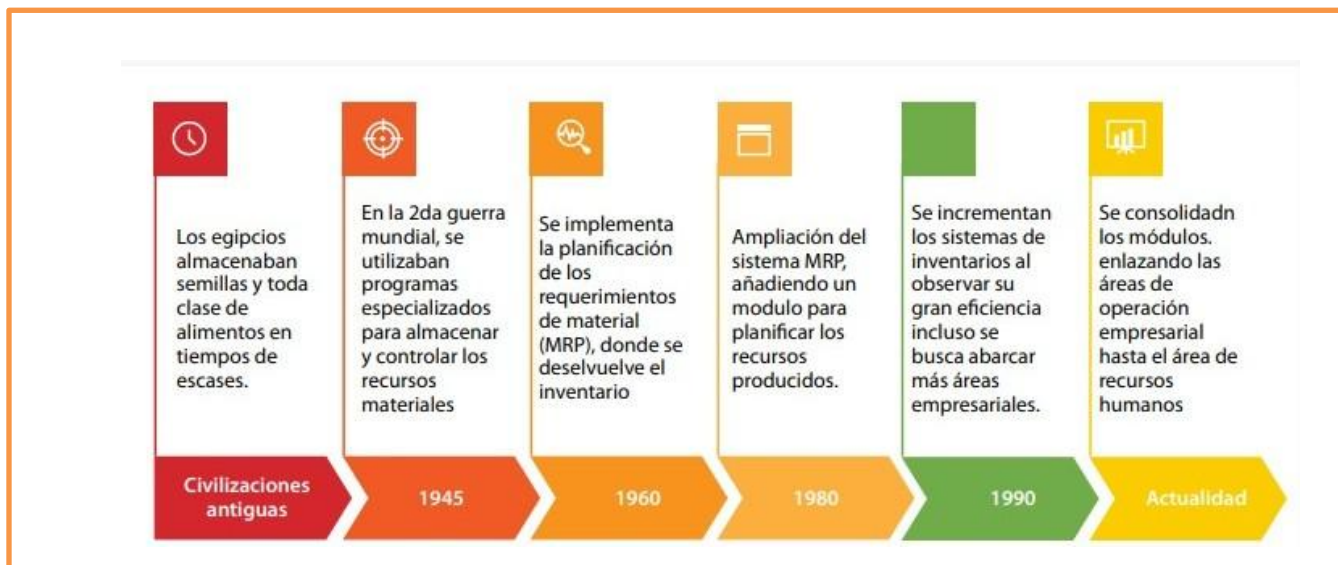 Los egipcios
almacenaban
semillas y toda
clase de
alimentos en
tiempos de
escases.
En la 2da guerra
mundial, se
utilizaban
programas
especializados
para almacenar
y controlar los
recursos
materiales
Se implementa
la planificación
de los
requerimientos
de material
(MRP), donde se
deselvuelve el
inventario
Ampliación del
sistema MRP,
añadiendo un
modulo para
planificar los
recursos
producidos.
Se incrementan
los sistemas de
inventarios al
observar su
gran eficiencia
incluso se
busca abarcar
más áreas
empresariales.
Se consolidadn
los módulos.
enlazando las
áreas de
operación
empresarial
hasta el área de
recursos
humanos
Civilizaciones
antiguas
1945
1960
1980
1990
Actualidad